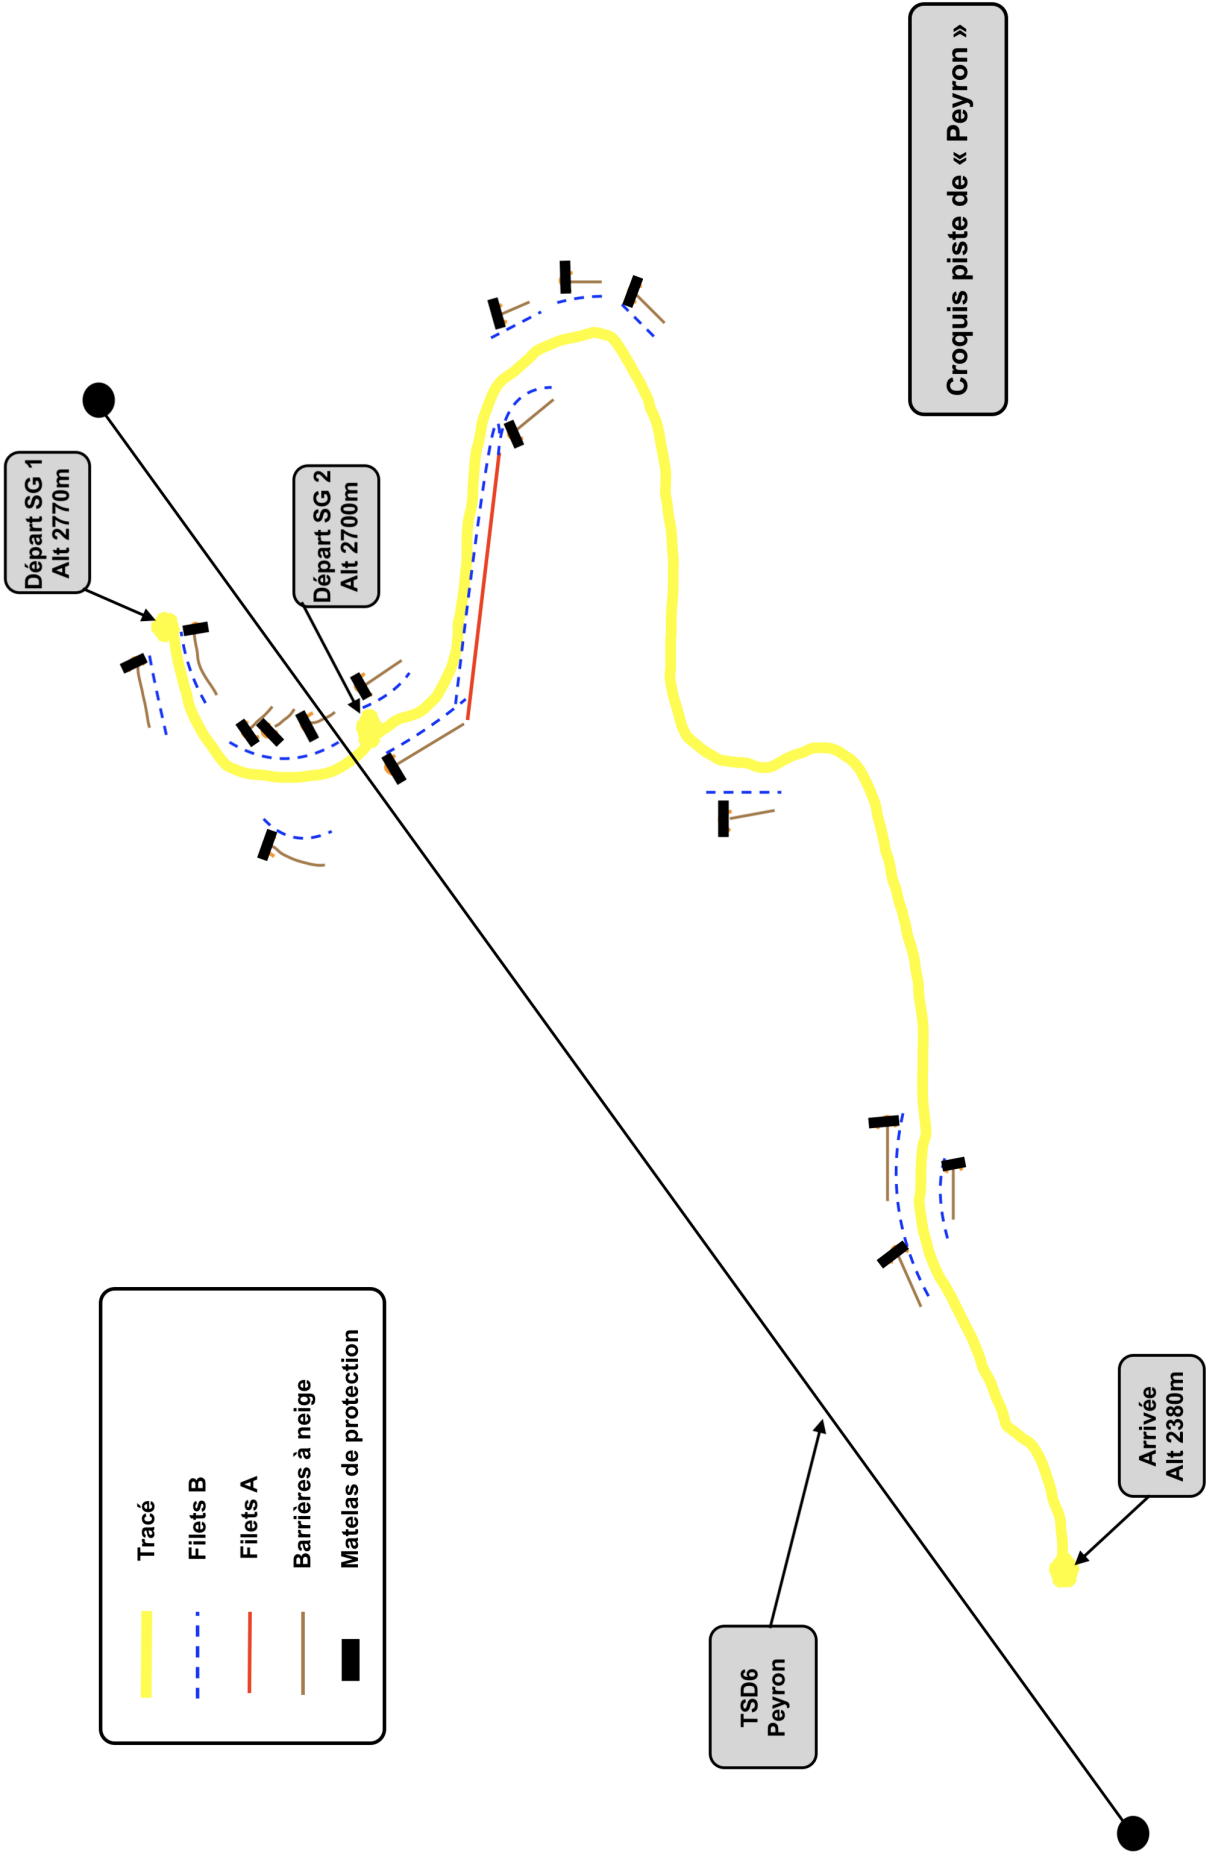 Croquis piste de « Peyron »
Départ SG 1
Alt 2770m
Départ SG 2
Alt 2700m
Tracé
Filets B
Filets A
Barrières à neige
Matelas de protection
TSD6
Peyron
Arrivée
Alt 2380m